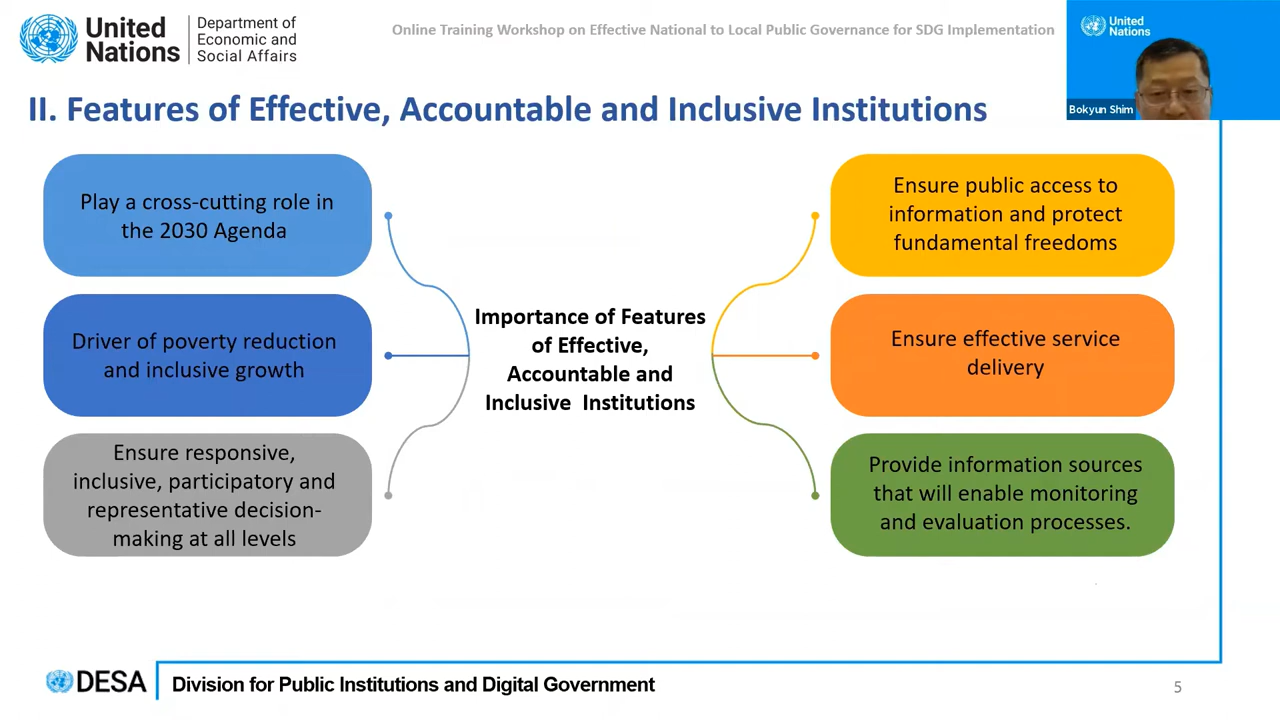 United
Nations
Department of
Economic and
Social Affairs
Online Training Workshop on Effective National to Local Public Governance for SDG Implementation
United
Nations
Bokyun Shim
II. Features of Effective, Accountable and Inclusive Institutions
Play a cross-cutting role in
the 2030 Agenda
Driver of poverty reduction
and inclusive growth
Ensure responsive,
inclusive, participatory and
representative decision-
making at all levels
Importance of Features
of Effective,
Accountable and
Inclusive Institutions
Ensure public access to
information and protect
fundamental freedoms
Ensure effective service
delivery
Provide information sources
that will enable monitoring
and evaluation processes.
DESA
Division for Public Institutions and Digital Government
5